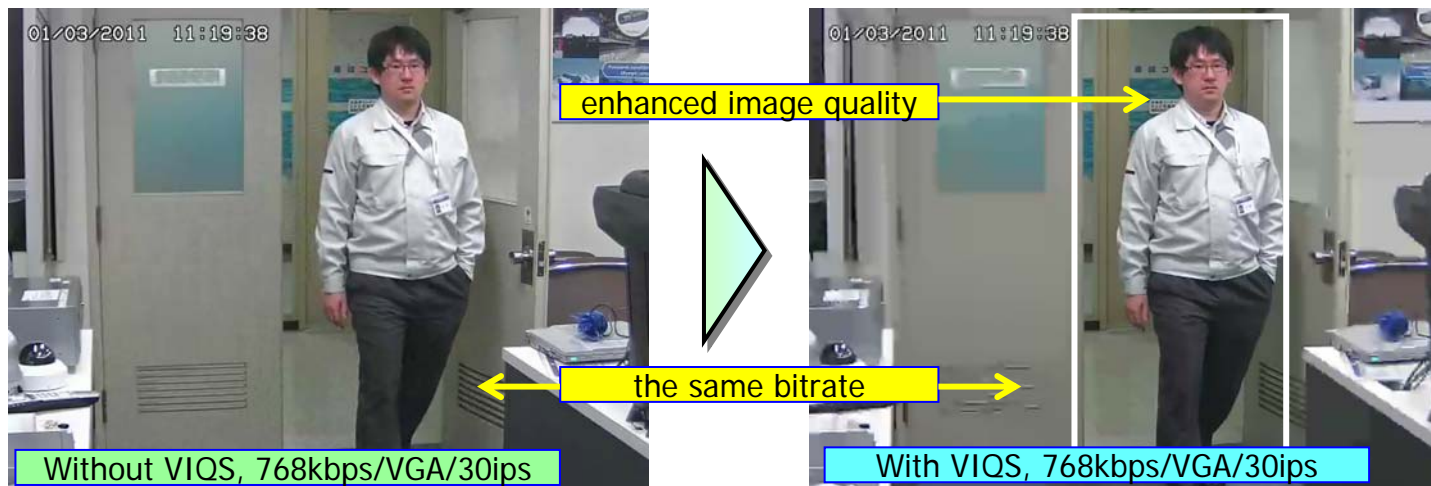 01/03/2011 11:19:38
01/03/2011 11:19:38
enhanced image quality
the same bitrate
Without VIQS, 768kbps/VGA/30ips
With VIQS, 768kbps/VGA/30ips